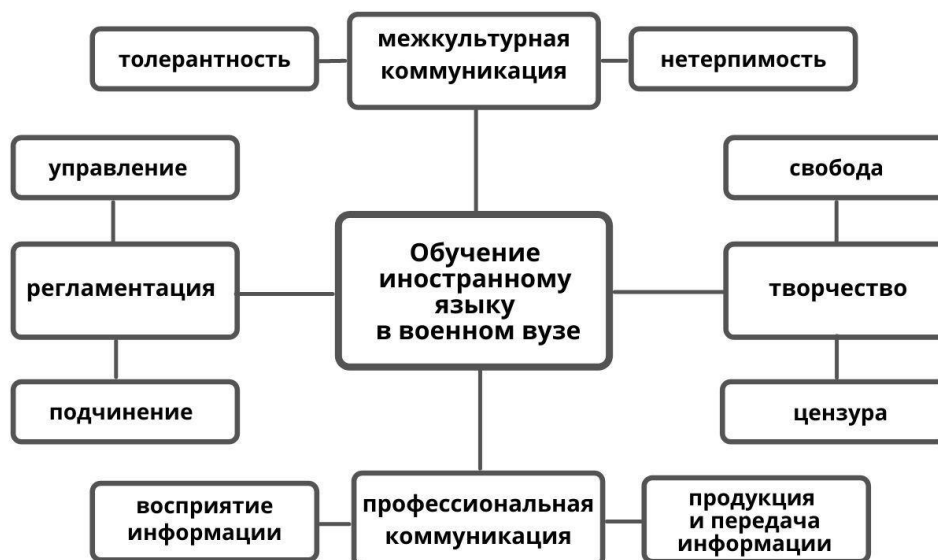 толерантность
межкультурная
коммуникация
нетерпимость
управление
свобода
Обучение
иностранному
языку
в военном вузе
регламентация
творчество
подчинение
цензура
восприятие
информации
профессиональная
коммуникация
продукция
и передача
информации